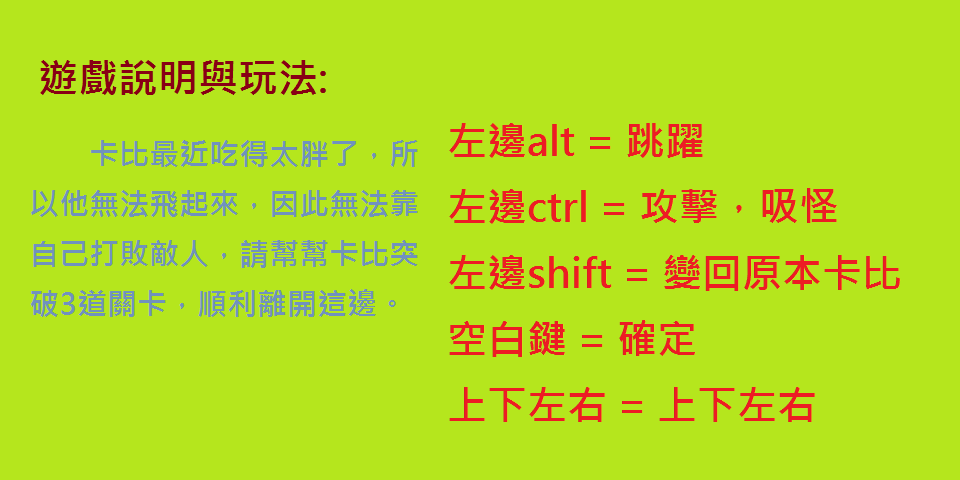 遊戲說明與玩法:
卡比最近吃得太胖了，所
以他無法飛起來，因此無法靠
自己打敗敵人，請幫幫卡比突
破3道關卡，順利離開這邊。
左邊alt = 跳躍
左邊ctrl = 攻擊，吸怪
左邊shift = 變回原本卡比
空白鍵 = 確定
上下左右 = 上下左右